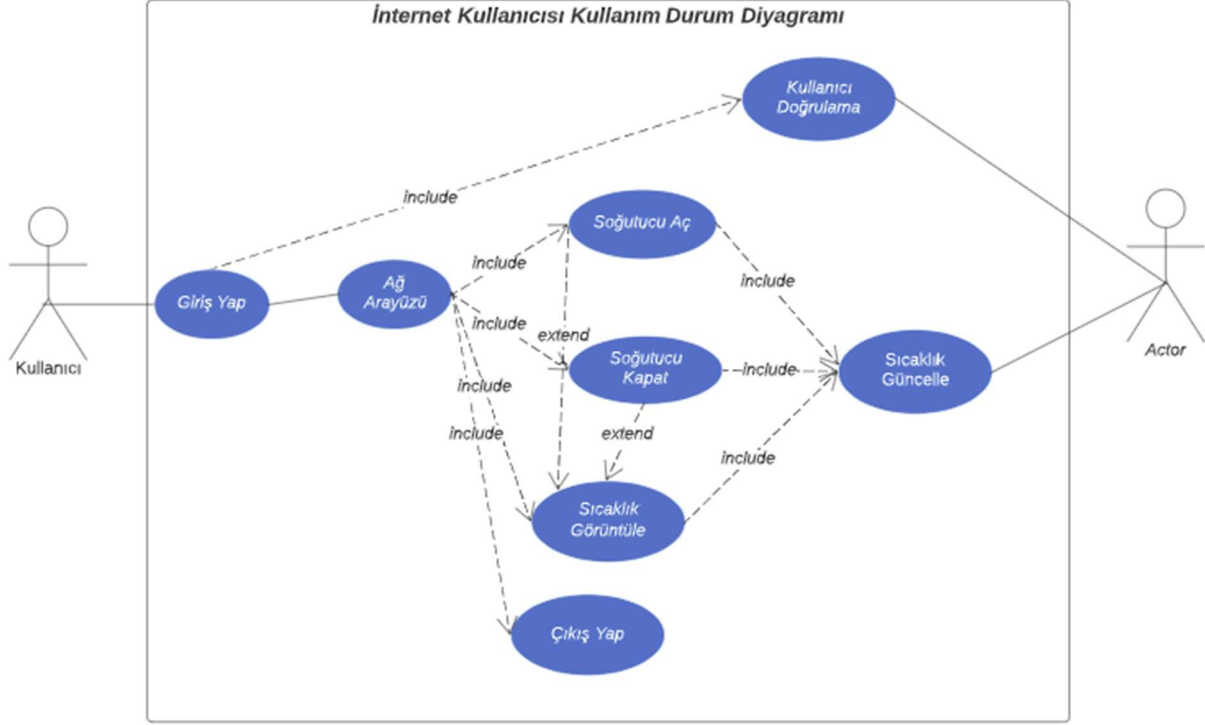 İnternet Kullanıcısı Kullanım Durum Diyagramı
Kullanıcı
Doğrulama
include
Soğutucu Aç
include
include
Ağ
Arayüzü
Giriş Yap
include
extend
Soğutucu
Kapat
include
Sıcaklık
Güncelle
Actor
Kullanıcı
include
include
extend
include
Sıcaklık
Görüntüle
Çıkış Yap